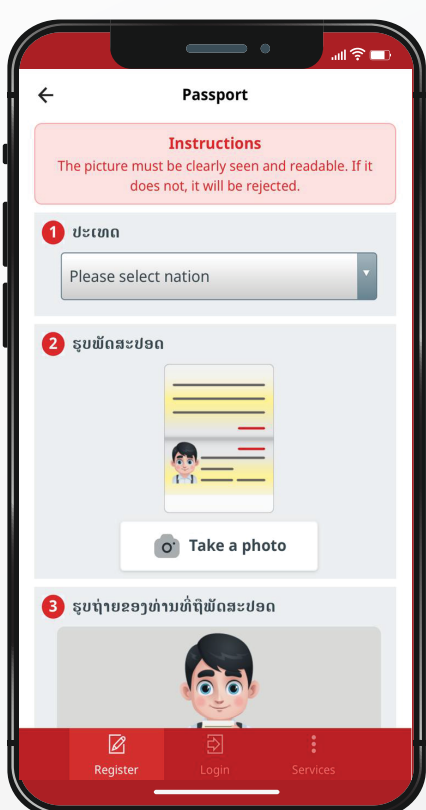 Passport
Instructions
The picture must be clearly seen and readable. If it
does not, it will be rejected.
1 ປະເທດ
Please select nation
2 ຮູບພັດສະປອດ
Take a photo
3 ຮູບຖ່າຍຂອງທ່ານທີ່ຖືພັດສະປອດ
Register Login Services